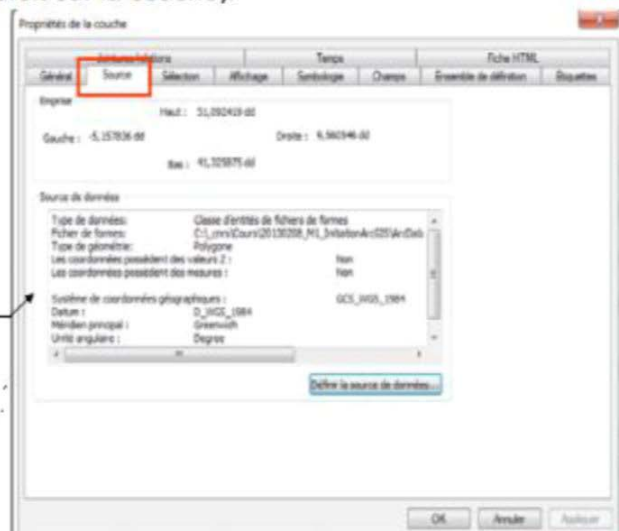 Propriétés de la couche
Jointures et relations Temps Fiche HTML
Général Source Sélection Affichage Symbologie Champs Ensemble de définition Étiquettes
Emprise
Haut : 51,092419 dd
Gauche : -5,157836 dd Droite : 9,560946 dd
Bas : 41,325875 dd
Source de données
Type de données: Classe d'entités de fichiers de formes
Fichier de formes:
Type de géométrie: Polygone
Les coordonnées possèdent des valeurs Z : Non
Les coordonnées possèdent des mesures : Non
Système de coordonnées géographiques : GCS_WGS_1984
Datum : D_WGS_1984
Méridien principal : Greenwich
Unité angulaire : Degree
Définir la source de données...
OK Annuler Appliquer